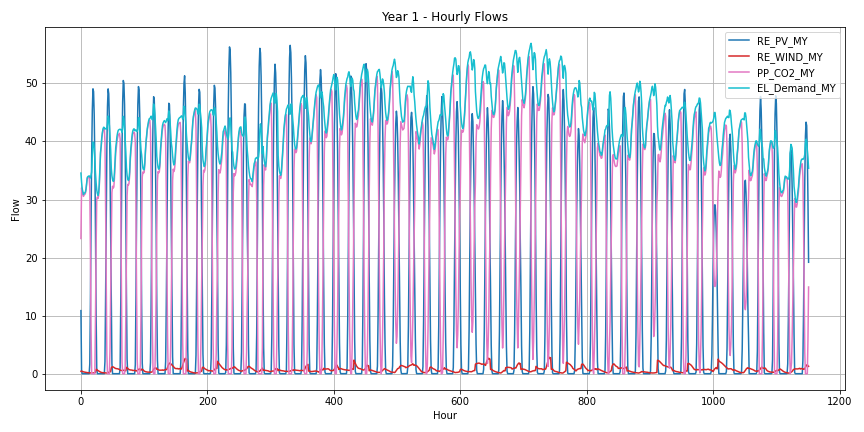 Year 1 - Hourly Flows
RE_PV_MY
RE_WIND_MY
PP_CO2_MY
EL_Demand_MY
Flow
50
40
30
20
10
0
0 200 400 600 800 1000 1200
Hour